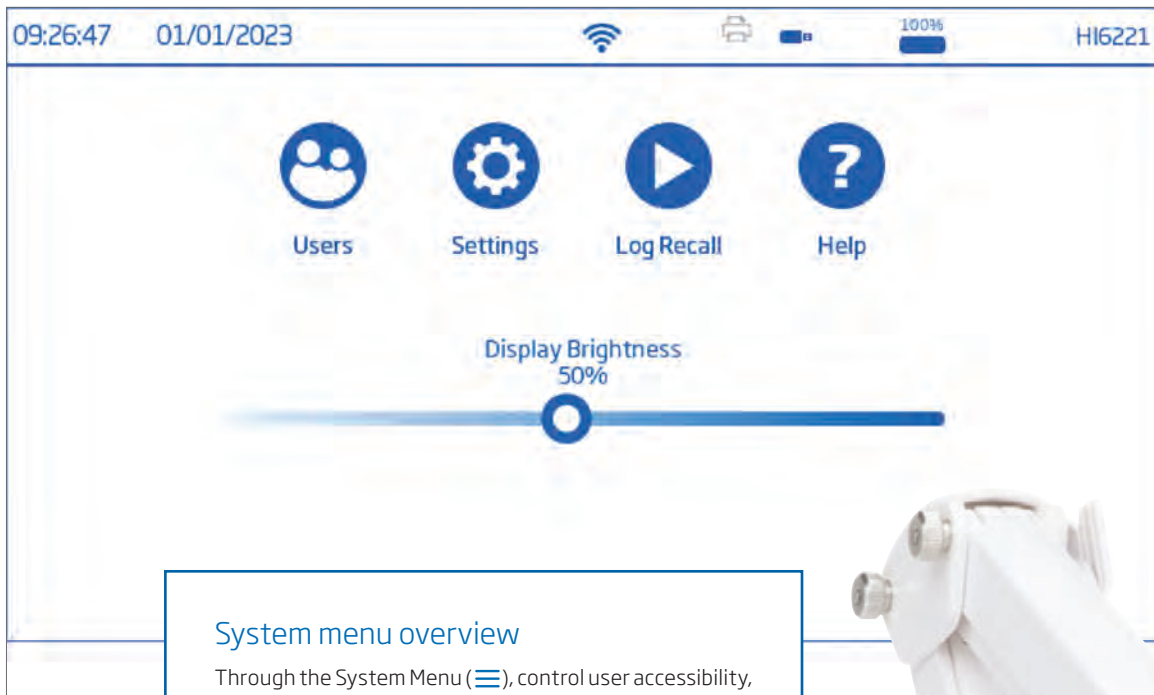 09:26:47 01/01/2023 100% HI6221
Users Settings Log Recall Help
Display Brightness
50%
System menu overview
Through the System Menu (☰), control user accessibility,